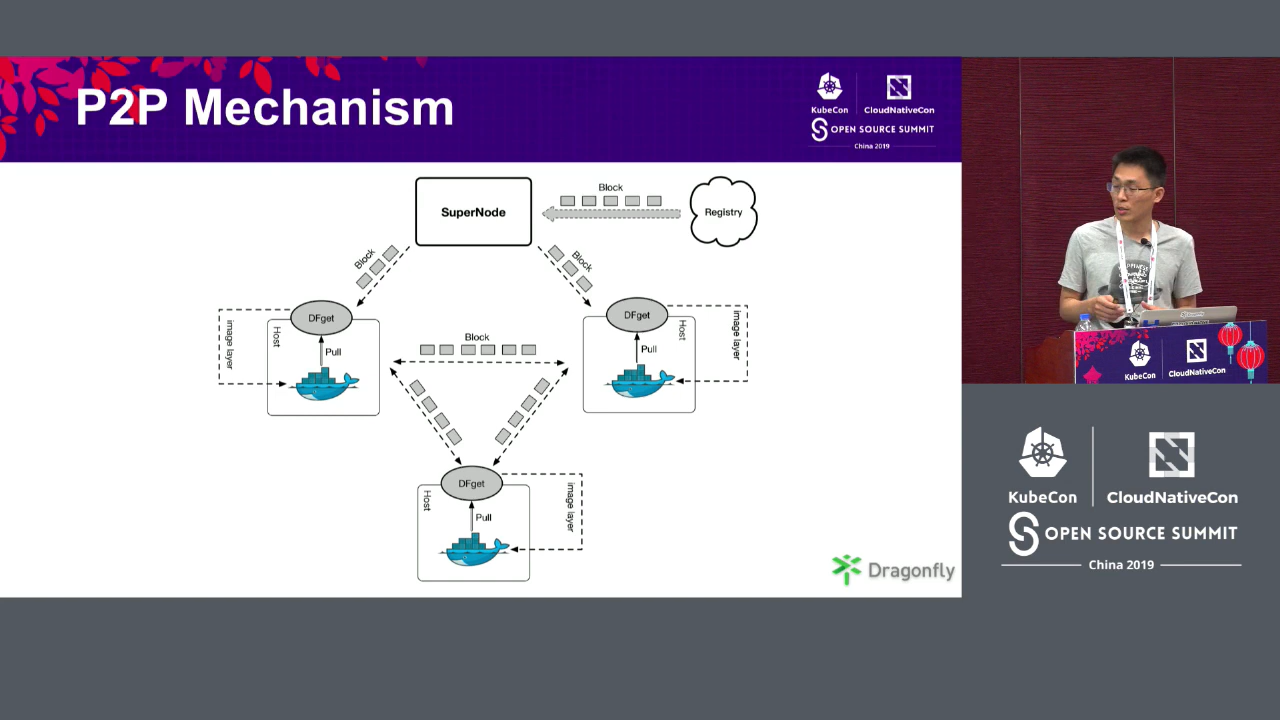 P2P Mechanism
KubeCon
CloudNativeCon
OPEN SOURCE SUMMIT
China 2019
SuperNode
Block
Registry
Block
Block
DFget
DFget
image layer
Host
Pull
Block
Host
Pull
image layer
DFget
Host
Pull
image layer
Dragonfly
KubeCon
CloudNativeCon
KubeCon
CloudNativeCon
OPEN SOURCE SUMMIT
China 2019